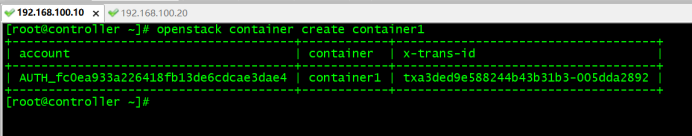 192.168.100.10 × 192.168.100.20
[root@controller ~]# openstack container create container1
+---------------------------------------+------------+------------------------------------+
| account | container | x-trans-id |
+---------------------------------------+------------+------------------------------------+
| AUTH_fc0ea933a226418fb13de6cdcae3dae4 | container1 | txa3ded9e588244b43b31b3-005dda2892 |
+---------------------------------------+------------+------------------------------------+
[root@controller ~]#